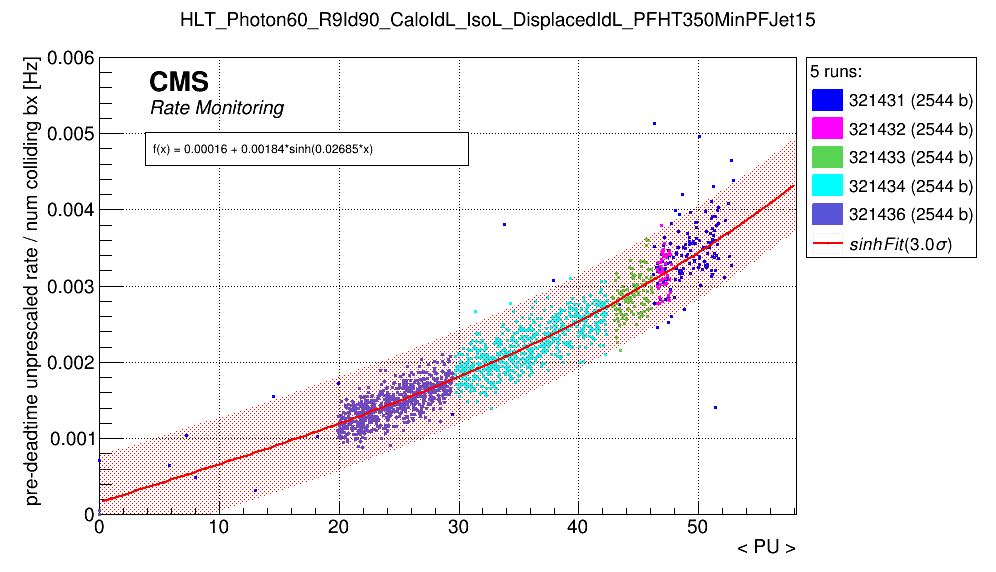 HLT_Photon60_R9Id90_CaloIdL_IsoL_DisplacedIdL_PFHT350MinPFJet15
pre-deadtime unprescaled rate / num colliding bx [Hz]
0.006
0.005
0.004
0.003
0.002
0.001
0
CMS
Rate Monitoring
f(x) = 0.00016 + 0.00184*sinh(0.02685*x)
0 10 20 30 40 50
< PU >
5 runs:
321431 (2544 b)
321432 (2544 b)
321433 (2544 b)
321434 (2544 b)
321436 (2544 b)
sinhFit(3.0σ)